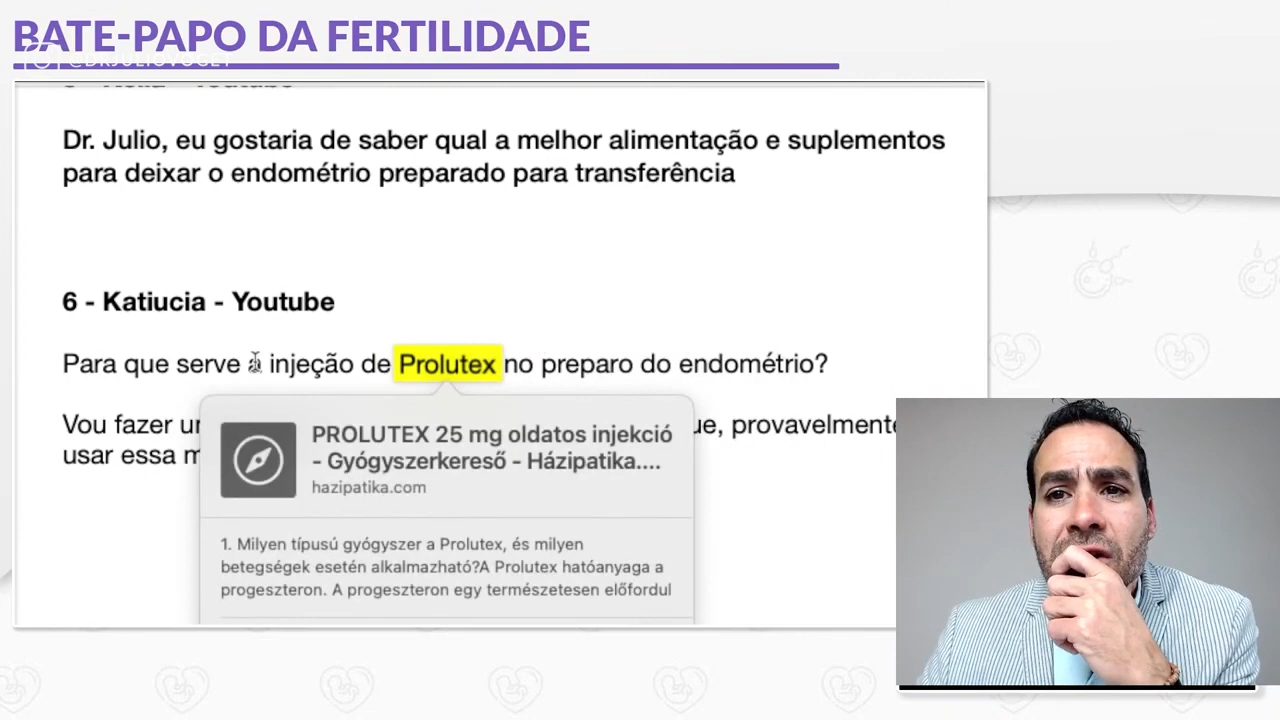 BATE-PAPO DA FERTILIDADE
@DRJULIOVOGET
Dr. Julio, eu gostaria de saber qual a melhor alimentação e suplementos
para deixar o endométrio preparado para transferência
6 - Katiucia - Youtube
Para que serve a injeção de Prolutex no preparo do endométrio?
Vou fazer ue, provavelmente
usar essa
PROLUTEX 25 mg oldatos injekció
- Gyógyszerkereső - Házipatika....
hazipatika.com
1. Milyen típusú gyógyszer a Prolutex, és milyen
betegségek esetén alkalmazható?A Prolutex hatóanyaga a
progeszteron. A progeszteron egy természetesen előfordul